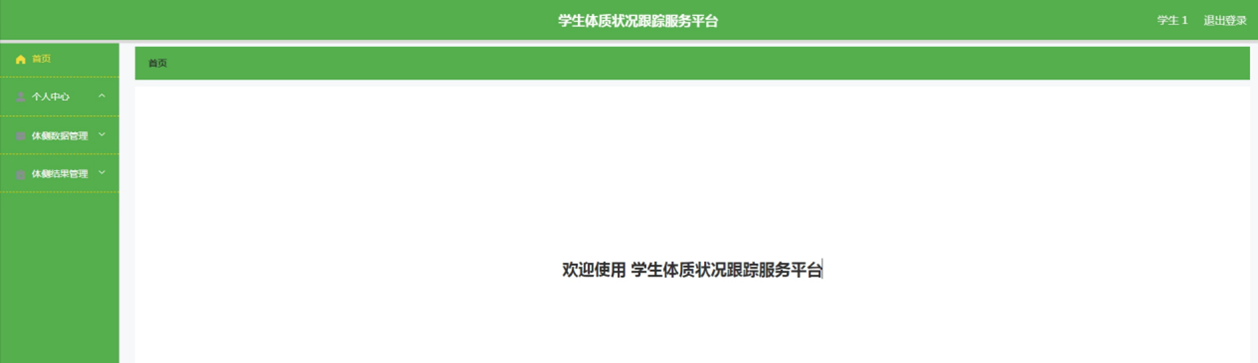 学生体质状况跟踪服务平台
学生 1 退出登录
首页
个人中心
体侧数据管理
体侧结果管理
首页
欢迎使用 学生体质状况跟踪服务平台